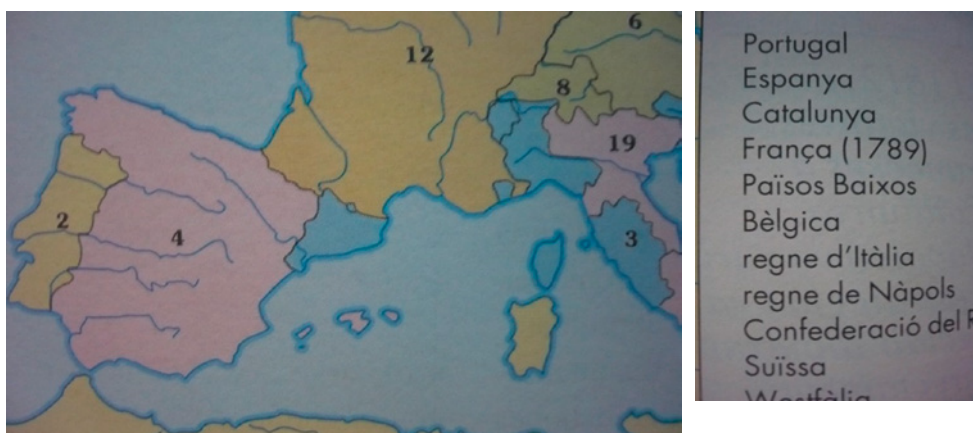 6
12
8
19
2
4
3
Portugal
Espanya
Catalunya
França (1789)
Països Baixos
Bèlgica
regne d'Itàlia
regne de Nàpols
Confederació del
Suïssa
Westfàlia